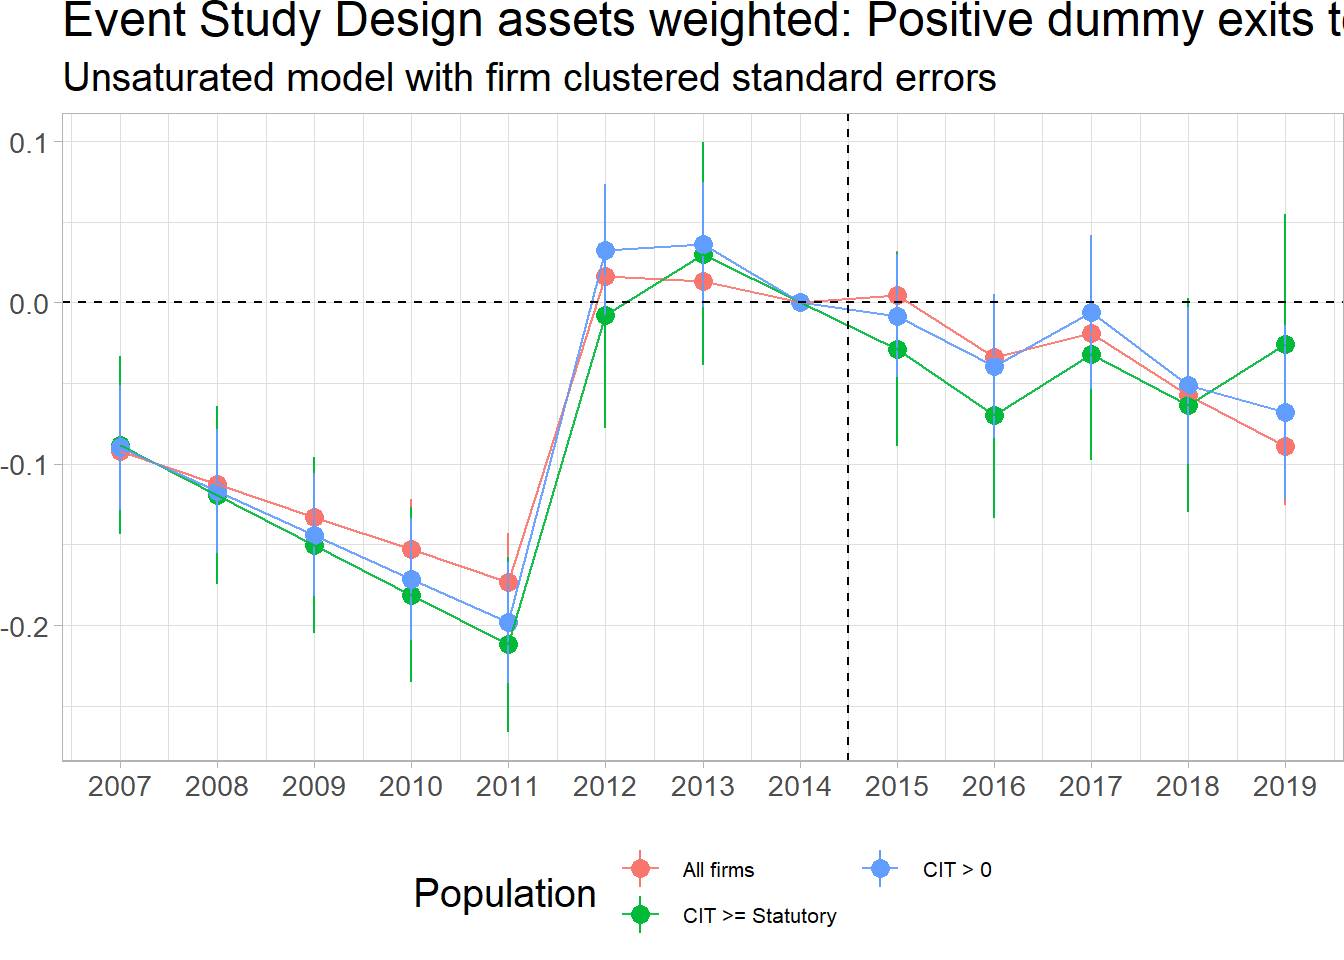 Event Study Design assets weighted: Positive dummy exits
Unsaturated model with firm clustered standard errors
0.1
0.0
-0.1
-0.2
2007 2008 2009 2010 2011 2012 2013 2014 2015 2016 2017 2018 2019
Population
All firms
CIT > 0
CIT >= Statutory